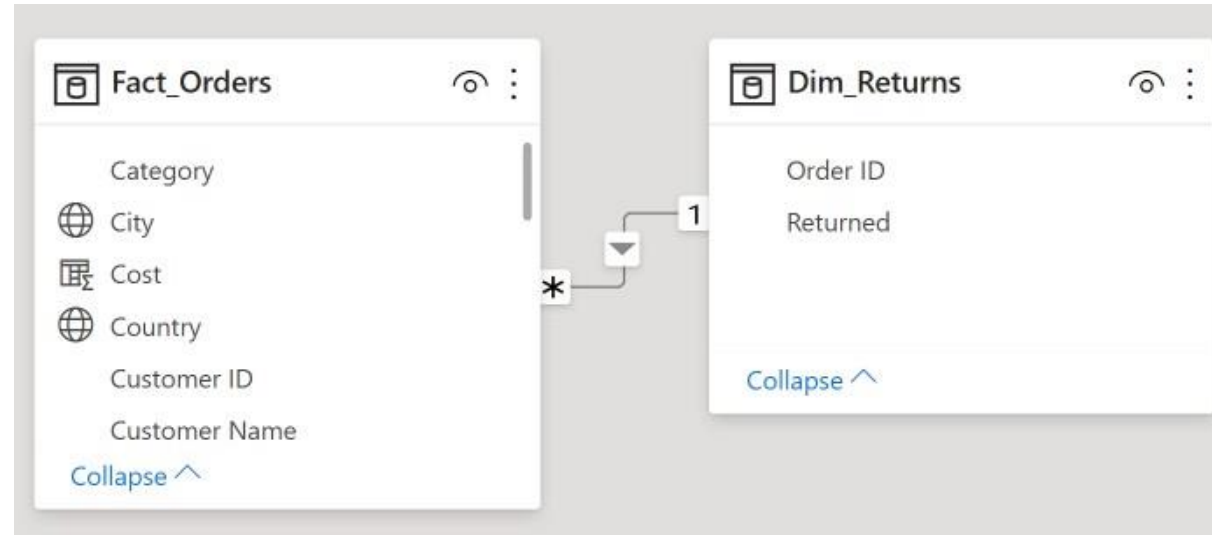 Fact_Orders
Category
City
Cost
Country
Customer ID
Customer Name
Collapse
*
1
Dim_Returns
Order ID
Returned
Collapse